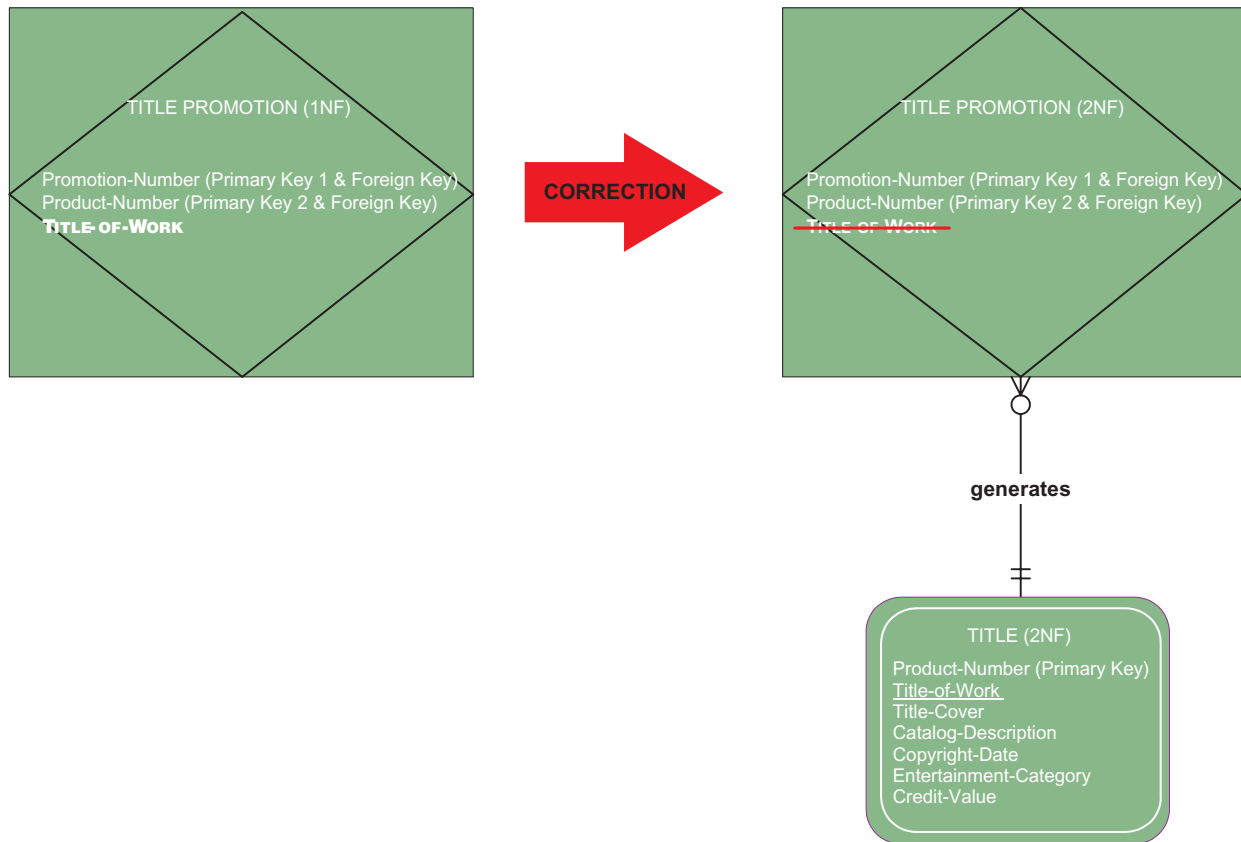 TITLE PROMOTION (1NF)
Promotion-Number (Primary Key 1 & Foreign Key)
Product-Number (Primary Key 2 & Foreign Key)
TITLE-OF-WORK
CORRECTION
TITLE PROMOTION (2NF)
Promotion-Number (Primary Key 1 & Foreign Key)
Product-Number (Primary Key 2 & Foreign Key)
TITLE-OF-WORK
generates
TITLE (2NF)
Product-Number (Primary Key)
Title-of-Work
Title-Cover
Catalog-Description
Copyright-Date
Entertainment-Category
Credit-Value